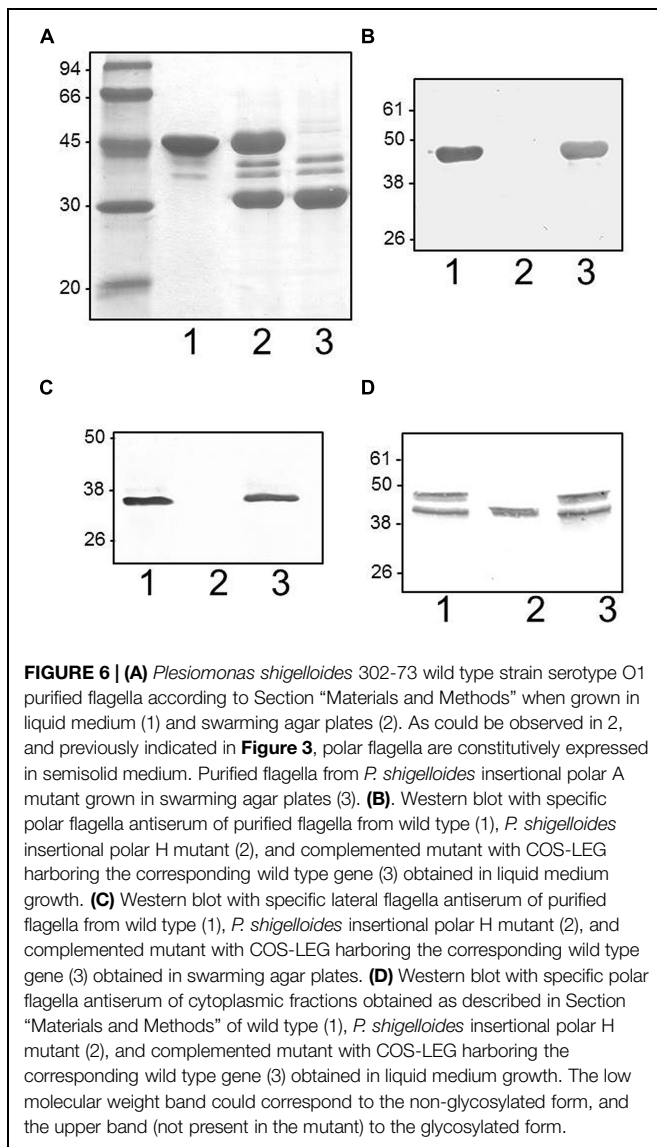 A
94 -
66 -
45 -
30 -
20 -
1 2 3
B
61 -
50 -
38 -
26 -
1 2 3
C
50 -
38 -
26 -
1 2 3
D
61 -
50 -
38 -
26 -
1 2 3
FIGURE 6 | (A) Plesiomonas shigelloides 302-73 wild type strain serotype O1
purified flagella according to Section “Materials and Methods” when grown in
liquid medium (1) and swarming agar plates (2). As could be observed in 2,
and previously indicated in Figure 3, polar flagella are constitutively expressed
in semisolid medium. Purified flagella from P. shigelloides insertional polar A
mutant grown in swarming agar plates (3). (B). Western blot with specific
polar flagella antiserum of purified flagella from wild type (1), P. shigelloides
insertional polar H mutant (2), and complemented mutant with COS-LEG
harboring the corresponding wild type gene (3) obtained in liquid medium
growth. (C) Western blot with specific lateral flagella antiserum of purified
flagella from wild type (1), P. shigelloides insertional polar H mutant (2), and
complemented mutant with COS-LEG harboring the corresponding wild type
gene (3) obtained in swarming agar plates. (D) Western blot with specific polar
flagella antiserum of cytoplasmic fractions obtained as described in Section
“Materials and Methods” of wild type (1), P. shigelloides insertional polar H
mutant (2), and complemented mutant with COS-LEG harboring the
corresponding wild type gene (3) obtained in liquid medium growth. The low
molecular weight band could correspond to the non-glycosylated form, and
the upper band (not present in the mutant) to the glycosylated form.